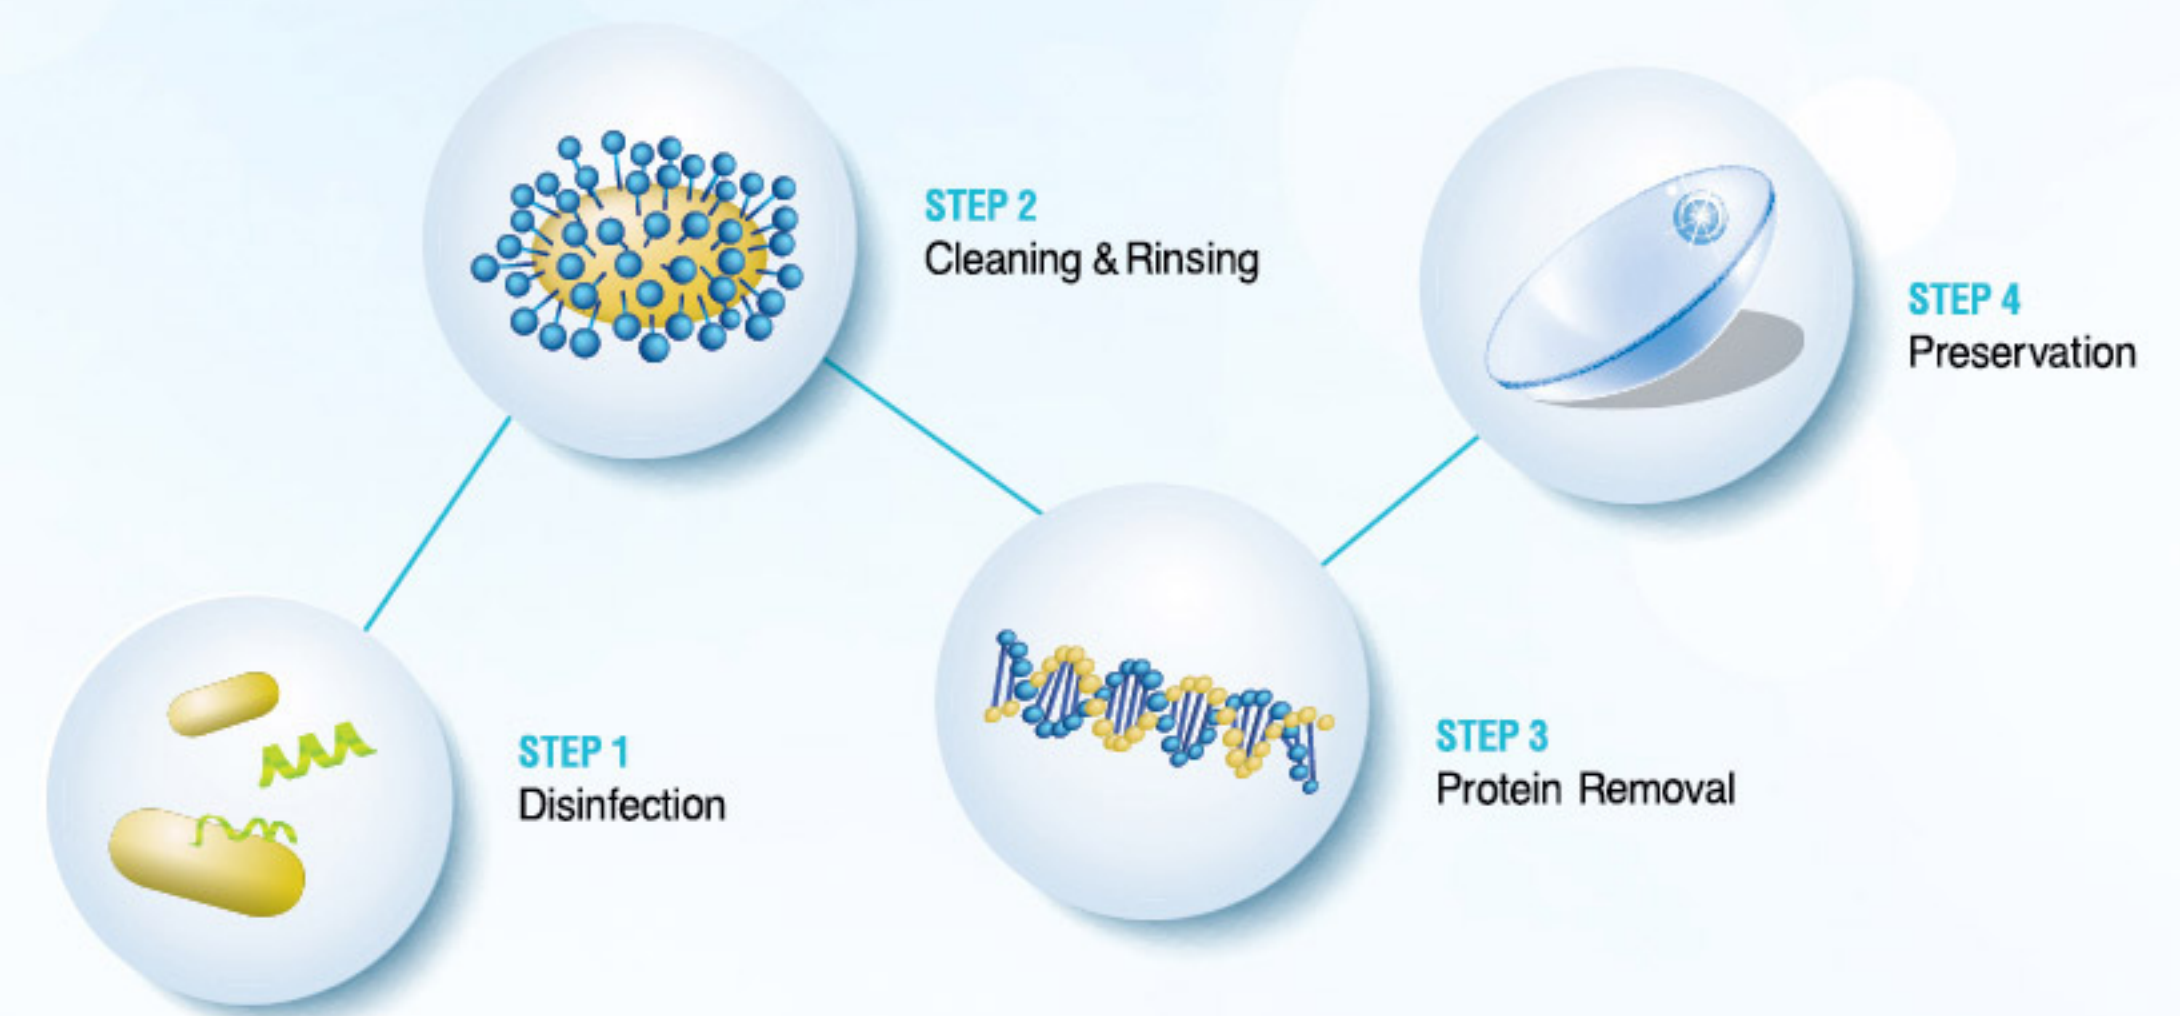 STEP 1
Disinfection
STEP 2
Cleaning & Rinsing
STEP 3
Protein Removal
STEP 4
Preservation